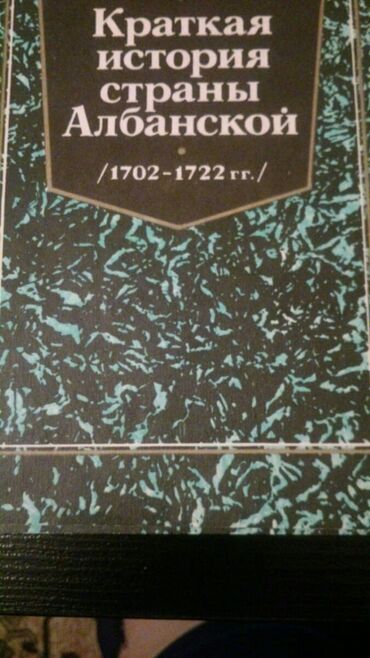 Краткая
история
страны
Албанской
/1702-1722 гг./